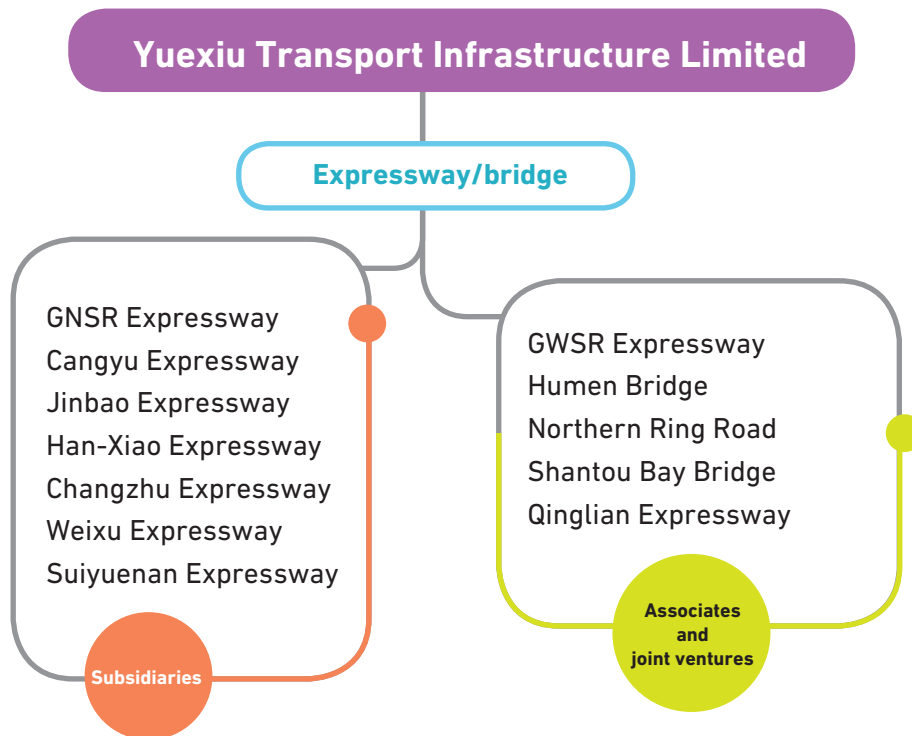 Yuexiu Transport Infrastructure Limited
Expressway/bridge
GNSR Expressway
Cangyu Expressway
Jinbao Expressway
Han-Xiao Expressway
Changzhu Expressway
Weixu Expressway
Suiyuenan Expressway
Subsidiaries
GWSR Expressway
Humen Bridge
Northern Ring Road
Shantou Bay Bridge
Qinglian Expressway
Associates
and
joint ventures